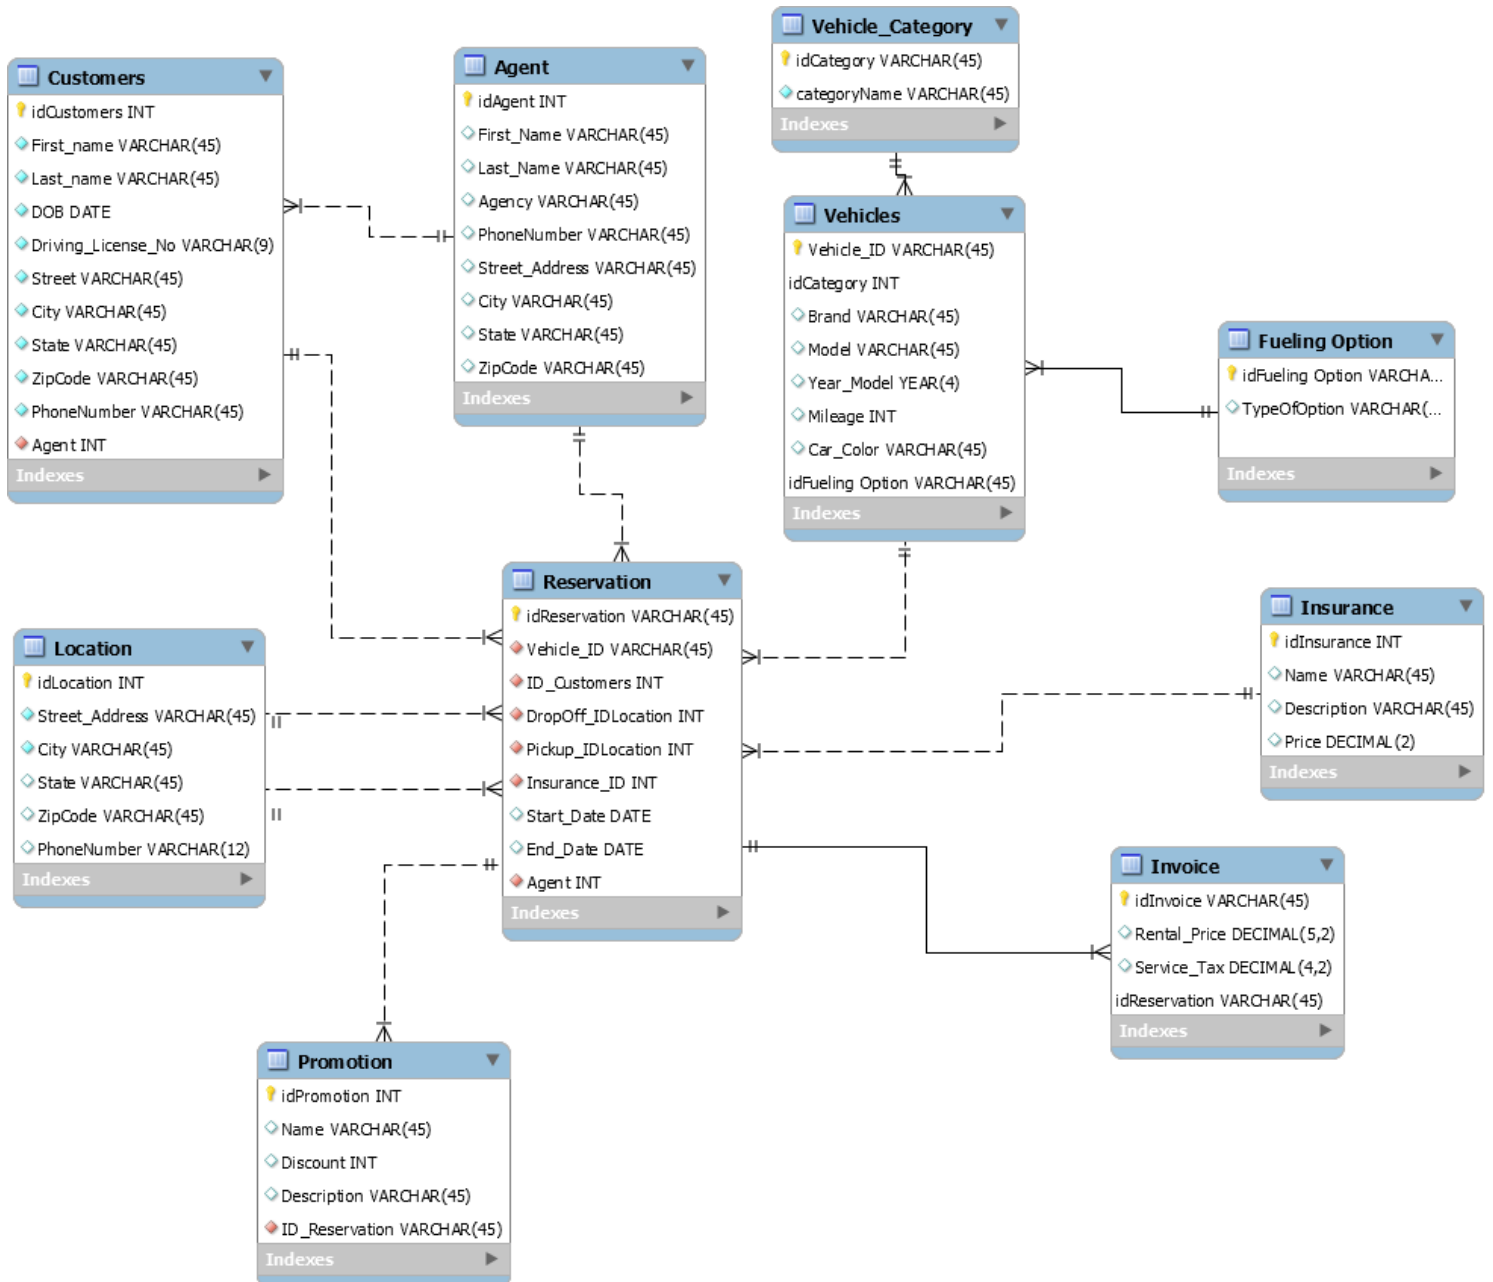 Customers
idCustomers INT
First_name VARCHAR(45)
Last_name VARCHAR(45)
DOB DATE
Driving_License_No VARCHAR(9)
Street VARCHAR(45)
City VARCHAR(45)
State VARCHAR(45)
ZipCode VARCHAR(45)
PhoneNumber VARCHAR(45)
Agent INT
Indexes
Agent
idAgent INT
First_Name VARCHAR(45)
Last_Name VARCHAR(45)
Agency VARCHAR(45)
PhoneNumber VARCHAR(45)
Street_Address VARCHAR(45)
City VARCHAR(45)
State VARCHAR(45)
ZipCode VARCHAR(45)
Indexes
Vehicle_Category
idCategory VARCHAR(45)
categoryName VARCHAR(45)
Indexes
Vehicles
Vehicle_ID VARCHAR(45)
idCategory INT
Brand VARCHAR(45)
Model VARCHAR(45)
Year_Model YEAR(4)
Mileage INT
Car_Color VARCHAR(45)
idFueling Option VARCHAR(45)
Indexes
Fueling Option
idFueling Option VARCHA...
TypeOfOption VARCHAR(...
Indexes
Reservation
idReservation VARCHAR(45)
Vehicle_ID VARCHAR(45)
ID_Customers INT
DropOff_IDLocation INT
Pickup_IDLocation INT
Insurance_ID INT
Start_Date DATE
End_Date DATE
Agent INT
Indexes
Location
idLocation INT
Street_Address VARCHAR(45)
City VARCHAR(45)
State VARCHAR(45)
ZipCode VARCHAR(45)
PhoneNumber VARCHAR(12)
Indexes
Insurance
idInsurance INT
Name VARCHAR(45)
Description VARCHAR(45)
Price DECIMAL(2)
Indexes
Invoice
idInvoice VARCHAR(45)
Rental_Price DECIMAL(5,2)
Service_Tax DECIMAL(4,2)
idReservation VARCHAR(45)
Indexes
Promotion
idPromotion INT
Name VARCHAR(45)
Discount INT
Description VARCHAR(45)
ID_Reservation VARCHAR(45)
Indexes